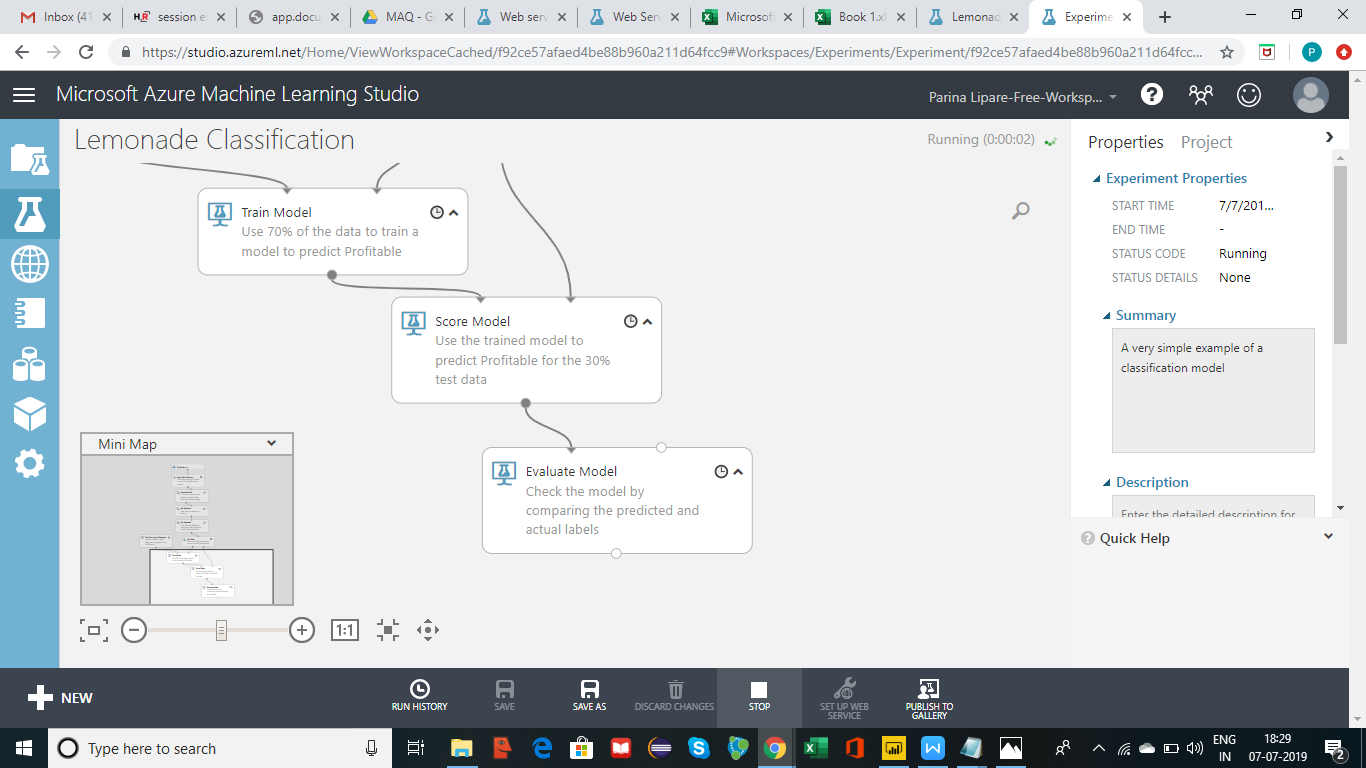 Inbox (41
session e
app.docu
MAQ - G
Web serv
Web Serv
Microsoft
Book 1.xl
Lemonad
Experime
https://studio.azureml.net/Home/ViewWorkspaceCached/f92ce57afaed4be88b960a211d64fcc9#Workspaces/Experiments/Experiment/f92ce57afaed4be88b960a211d64fcc...
P
Microsoft Azure Machine Learning Studio
Parina Lipare-Free-Worksp...
Lemonade Classification
Running (0:00:02)
Train Model
Use 70% of the data to train a
model to predict Profitable
Score Model
Use the trained model to
predict Profitable for the 30%
test data
Evaluate Model
Check the model by
comparing the predicted and
actual labels
Mini Map
1:1
Properties Project
Experiment Properties
START TIME 7/7/201...
END TIME -
STATUS CODE Running
STATUS DETAILS None
Summary
A very simple example of a
classification model
Description
Enter the detailed description for
Quick Help
NEW
RUN HISTORY
SAVE
SAVE AS
DISCARD CHANGES
STOP
SET UP WEB
SERVICE
PUBLISH TO
GALLERY
Type here to search
ENG
IN
18:29
07-07-2019
2